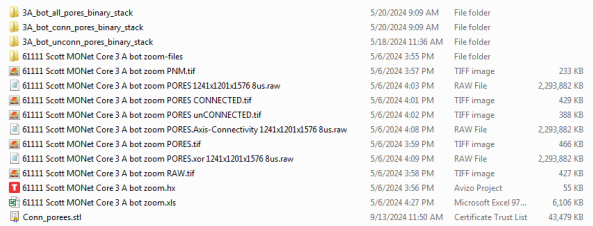 3A_bot_all_pores_binary_stack 5/20/2024 9:09 AM File folder
3A_bot_conn_pores_binary_stack 5/20/2024 9:09 AM File folder
3A_bot_unconn_pores_binary_stack 5/18/2024 11:36 AM File folder
61111 Scott MONet Core 3 A bot zoom-files 5/6/2024 3:55 PM File folder
61111 Scott MONet Core 3 A bot zoom PNM.tif 5/6/2024 3:57 PM TIFF image 233 KB
61111 Scott MONet Core 3 A bot zoom PORES 1241x1201x1576 8us.raw 5/6/2024 4:03 PM RAW File 2,293,882 KB
61111 Scott MONet Core 3 A bot zoom PORES CONNECTED.tif 5/6/2024 4:01 PM TIFF image 429 KB
61111 Scott MONet Core 3 A bot zoom PORES unCONNECTED.tif 5/6/2024 4:02 PM TIFF image 388 KB
61111 Scott MONet Core 3 A bot zoom PORES.Axis-Connectivity 1241x1201x1576 8us.raw 5/6/2024 4:08 PM RAW File 2,293,882 KB
61111 Scott MONet Core 3 A bot zoom PORES.tif 5/6/2024 3:59 PM TIFF image 466 KB
61111 Scott MONet Core 3 A bot zoom PORES.xor 1241x1201x1576 8us.raw 5/6/2024 4:09 PM RAW File 2,293,882 KB
61111 Scott MONet Core 3 A bot zoom RAW.tif 5/6/2024 3:58 PM TIFF image 427 KB
61111 Scott MONet Core 3 A bot zoom.hx 5/6/2024 3:56 PM Avizo Project 55 KB
61111 Scott MONet Core 3 A bot zoom.xls 5/6/2024 4:27 PM Microsoft Excel 97... 6,106 KB
Conn_porees.stl 9/13/2024 11:50 AM Certificate Trust List 43,479 KB